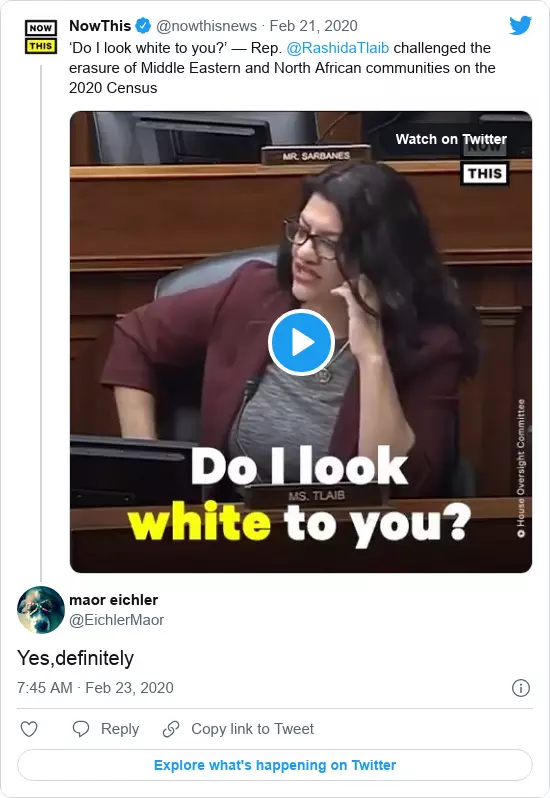 NOW
THIS
NowThis @nowthisnews · Feb 21, 2020
‘Do I look white to you?’ — Rep. @RashidaTlaib challenged the
erasure of Middle Eastern and North African communities on the
2020 Census
Watch on Twitter
MR. SARBANES
NOW
THIS
© House Oversight Committee
Do I look
MS. TLAIB
white to you?
maor eichler
@EichlerMaor
Yes,definitely
7:45 AM · Feb 23, 2020
Reply
Copy link to Tweet
Explore what's happening on Twitter